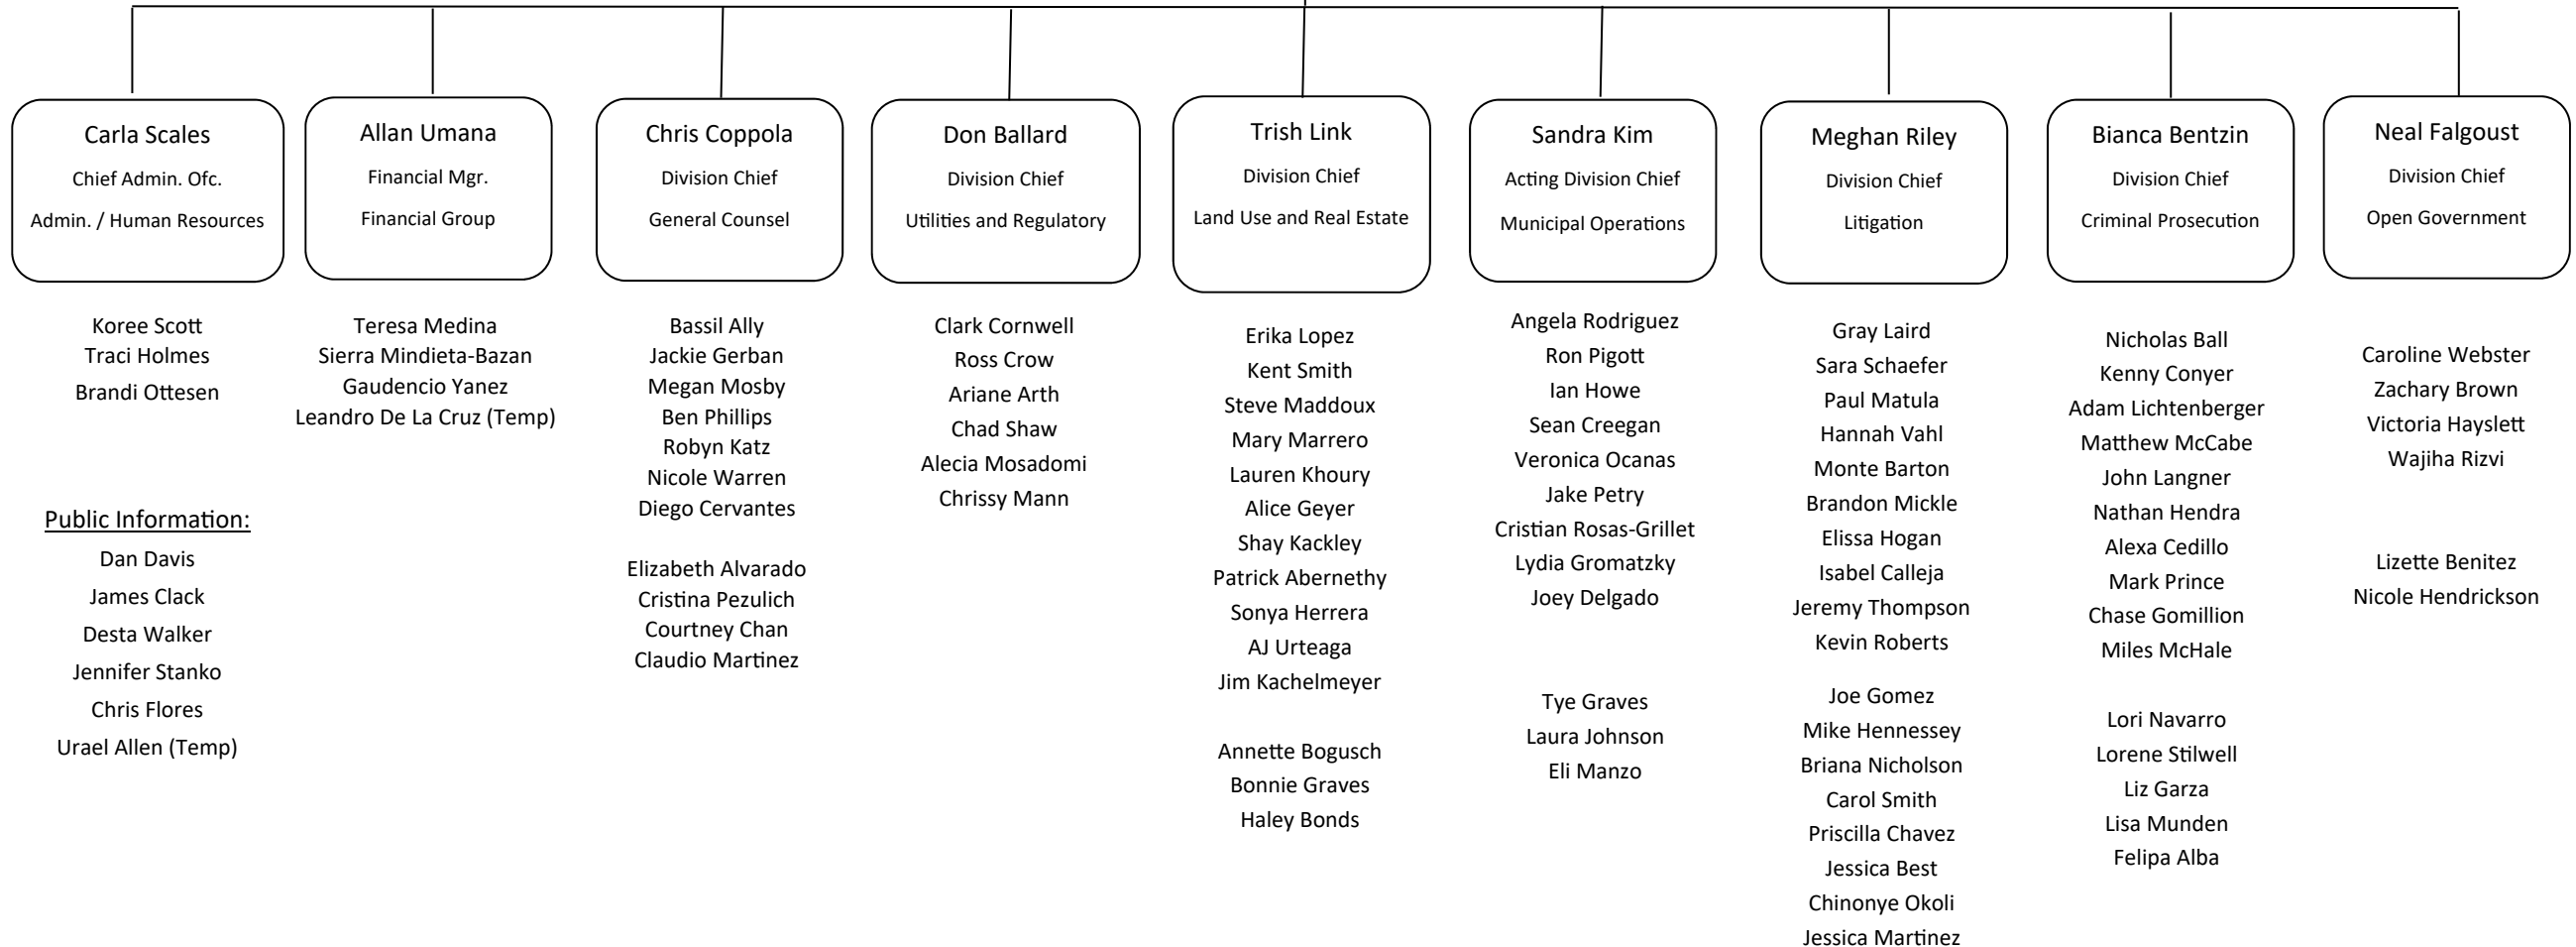 Carla Scales
Chief Admin. Ofc.
Admin. / Human Resources
Koree Scott
Traci Holmes
Brandi Ottesen
Public Information:
Dan Davis
James Clack
Desta Walker
Jennifer Stanko
Chris Flores
Urael Allen (Temp)
Allan Umana
Financial Mgr.
Financial Group
Teresa Medina
Sierra Mindieta-Bazan
Gaudencio Yanez
Leandro De La Cruz (Temp)
Chris Coppola
Division Chief
General Counsel
Bassil Ally
Jackie Gerban
Megan Mosby
Ben Phillips
Robyn Katz
Nicole Warren
Diego Cervantes
Elizabeth Alvarado
Cristina Pezulich
Courtney Chan
Claudio Martinez
Don Ballard
Division Chief
Utilities and Regulatory
Clark Cornwell
Ross Crow
Ariane Arth
Chad Shaw
Alecia Mosadomi
Chrissy Mann
Trish Link
Division Chief
Land Use and Real Estate
Erika Lopez
Kent Smith
Steve Maddoux
Mary Marrero
Lauren Khoury
Alice Geyer
Shay Kackley
Patrick Abernethy
Sonya Herrera
AJ Urteaga
Jim Kachelmeyer
Annette Bogusch
Bonnie Graves
Haley Bonds
Sandra Kim
Acting Division Chief
Municipal Operations
Angela Rodriguez
Ron Pigott
Ian Howe
Sean Creegan
Veronica Ocanas
Jake Petry
Cristian Rosas-Grillet
Lydia Gromatzky
Joey Delgado
Tye Graves
Laura Johnson
Eli Manzo
Meghan Riley
Division Chief
Litigation
Gray Laird
Sara Schaefer
Paul Matula
Hannah Vahl
Monte Barton
Brandon Mickle
Elissa Hogan
Isabel Calleja
Jeremy Thompson
Kevin Roberts
Joe Gomez
Mike Hennessey
Briana Nicholson
Carol Smith
Priscilla Chavez
Jessica Best
Chinonye Okoli
Jessica Martinez
Bianca Bentzin
Division Chief
Criminal Prosecution
Nicholas Ball
Kenny Conyer
Adam Lichtenberger
Matthew McCabe
John Langner
Nathan Hendra
Alexa Cedillo
Mark Prince
Chase Gomillion
Miles McHale
Lori Navarro
Lorene Stilwell
Liz Garza
Lisa Munden
Felipa Alba
Neal Falgoust
Division Chief
Open Government
Caroline Webster
Zachary Brown
Victoria Hayslett
Wajiha Rizvi
Lizette Benitez
Nicole Hendrickson